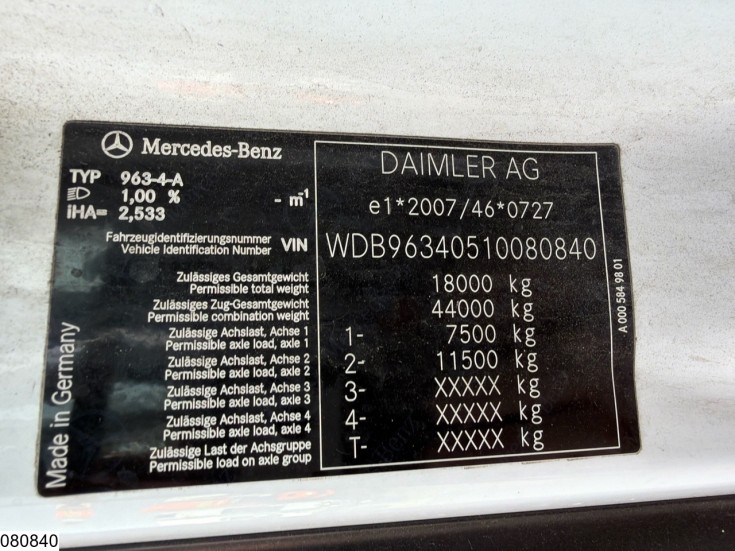 Mercedes-Benz
TYP 963-4-A
1,00 % - m⁻¹
iHA= 2,533
DAIMLER AG
e1*2007/46*0727
Fahrzeugidentifizierungsnummer
Vehicle Identification Number VIN WDB96340510080840
Zulässiges Gesamtgewicht
Permissible total weight 18000 kg
Zulässiges Zug-Gesamtgewicht
Permissible combination weight 44000 kg
Zulässige Achslast, Achse 1
Permissible axle load, axle 1 1- 7500 kg
Zulässige Achslast, Achse 2
Permissible axle load, axle 2 2- 11500 kg
Zulässige Achslast, Achse 3
Permissible axle load, axle 3 3- XXXXX kg
Zulässige Achslast, Achse 4
Permissible axle load, axle 4 4- XXXXX kg
Zulässige Last der Achsgruppe
Permissible load on axle group T- XXXXX kg
Made in Germany
A 000 584 98 01
080840